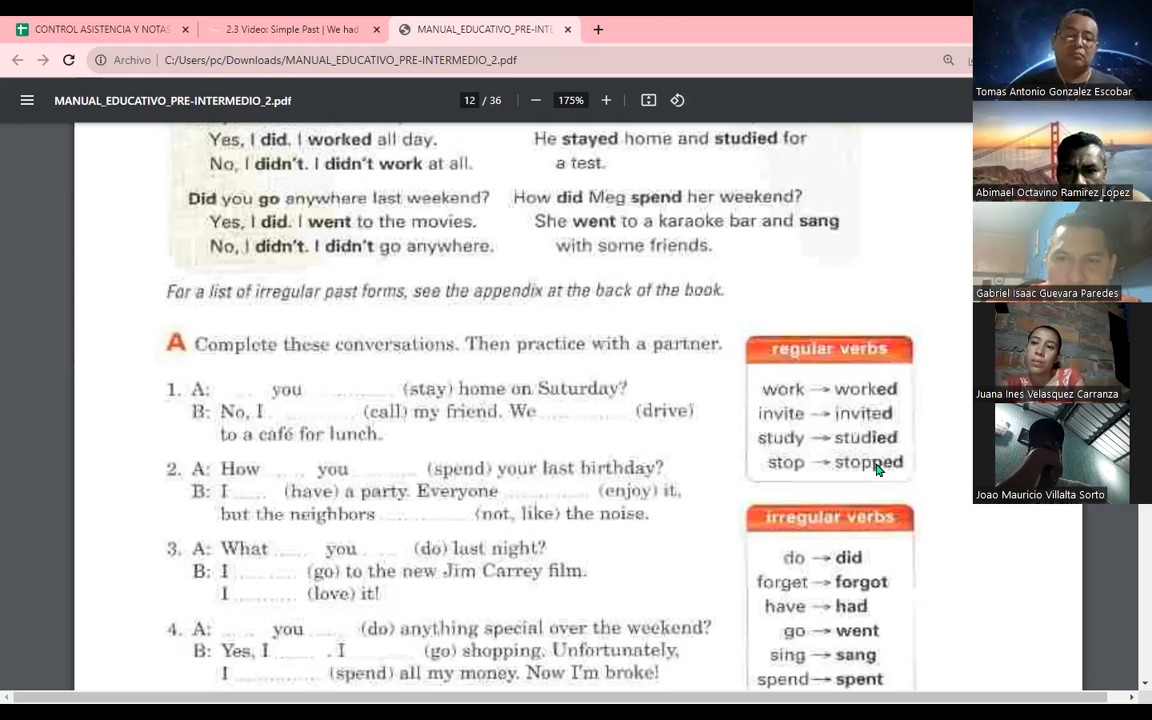 CONTROL ASISTENCIA Y NOTAS
2.3 Video: Simple Past | We had
MANUAL_EDUCATIVO_PRE-INTE
Archivo
C:/Users/pc/Downloads/MANUAL_EDUCATIVO_PRE-INTERMEDIO_2.pdf
MANUAL_EDUCATIVO_PRE-INTERMEDIO_2.pdf
12 / 36
175%
Yes, I did. I worked all day.
No, I didn't. I didn't work at all.
He stayed home and studied for
a test.
Did you go anywhere last weekend?
Yes, I did. I went to the movies.
No, I didn't. I didn't go anywhere.
How did Meg spend her weekend?
She went to a karaoke bar and sang
with some friends.
For a list of irregular past forms, see the appendix at the back of the book.
A Complete these conversations. Then practice with a partner.
1. A: ...... you ............ (stay) home on Saturday?
B: No, I ............ (call) my friend. We ............ (drive)
to a café for lunch.
2. A: How ...... you ............ (spend) your last birthday?
B: I ...... (have) a party. Everyone ............ (enjoy) it,
but the neighbors ............ (not, like) the noise.
3. A: What ...... you ...... (do) last night?
B: I ............ (go) to the new Jim Carrey film.
I ............ (love) it!
4. A: ...... you ...... (do) anything special over the weekend?
B: Yes, I ...... . I ............ (go) shopping. Unfortunately,
I ............ (spend) all my money. Now I'm broke!
regular verbs
work → worked
invite → invited
study → studied
stop → stopped
irregular verbs
do → did
forget → forgot
have → had
go → went
sing → sang
spend → spent
Tomas Antonio Gonzalez Escobar
Abimael Octavino Ramirez Lopez
Gabriel Isaac Guevara Paredes
Juana Ines Velasquez Carranza
Joao Mauricio Villalta Sorto